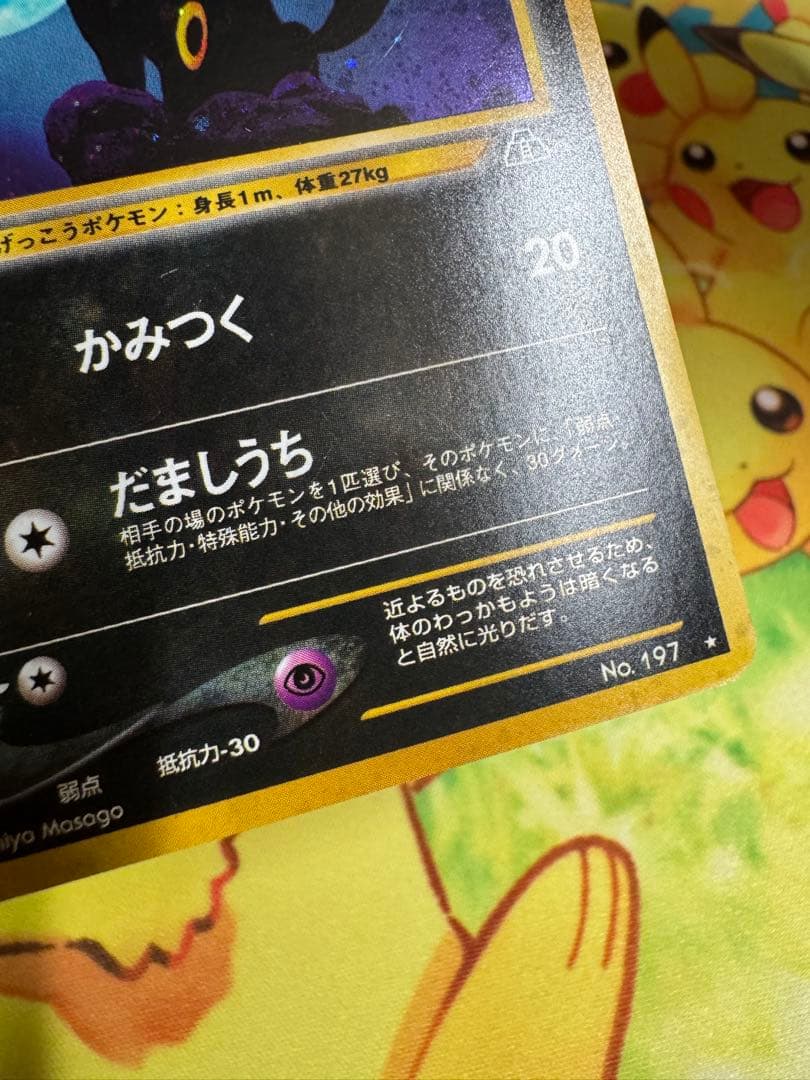 げっこうポケモン：身長1m、体重27kg
かみつく
20
だましうち
相手の場のポケモンを1匹選び、そのポケモンに、「弱点・
抵抗力・特殊能力・その他の効果」に関係なく、30ダメージ。
近よるものを恐れさせるため、
体のわっかもようは暗くなる
と自然に光りだす。
No. 197 ★
抵抗力-30
弱点
Masago